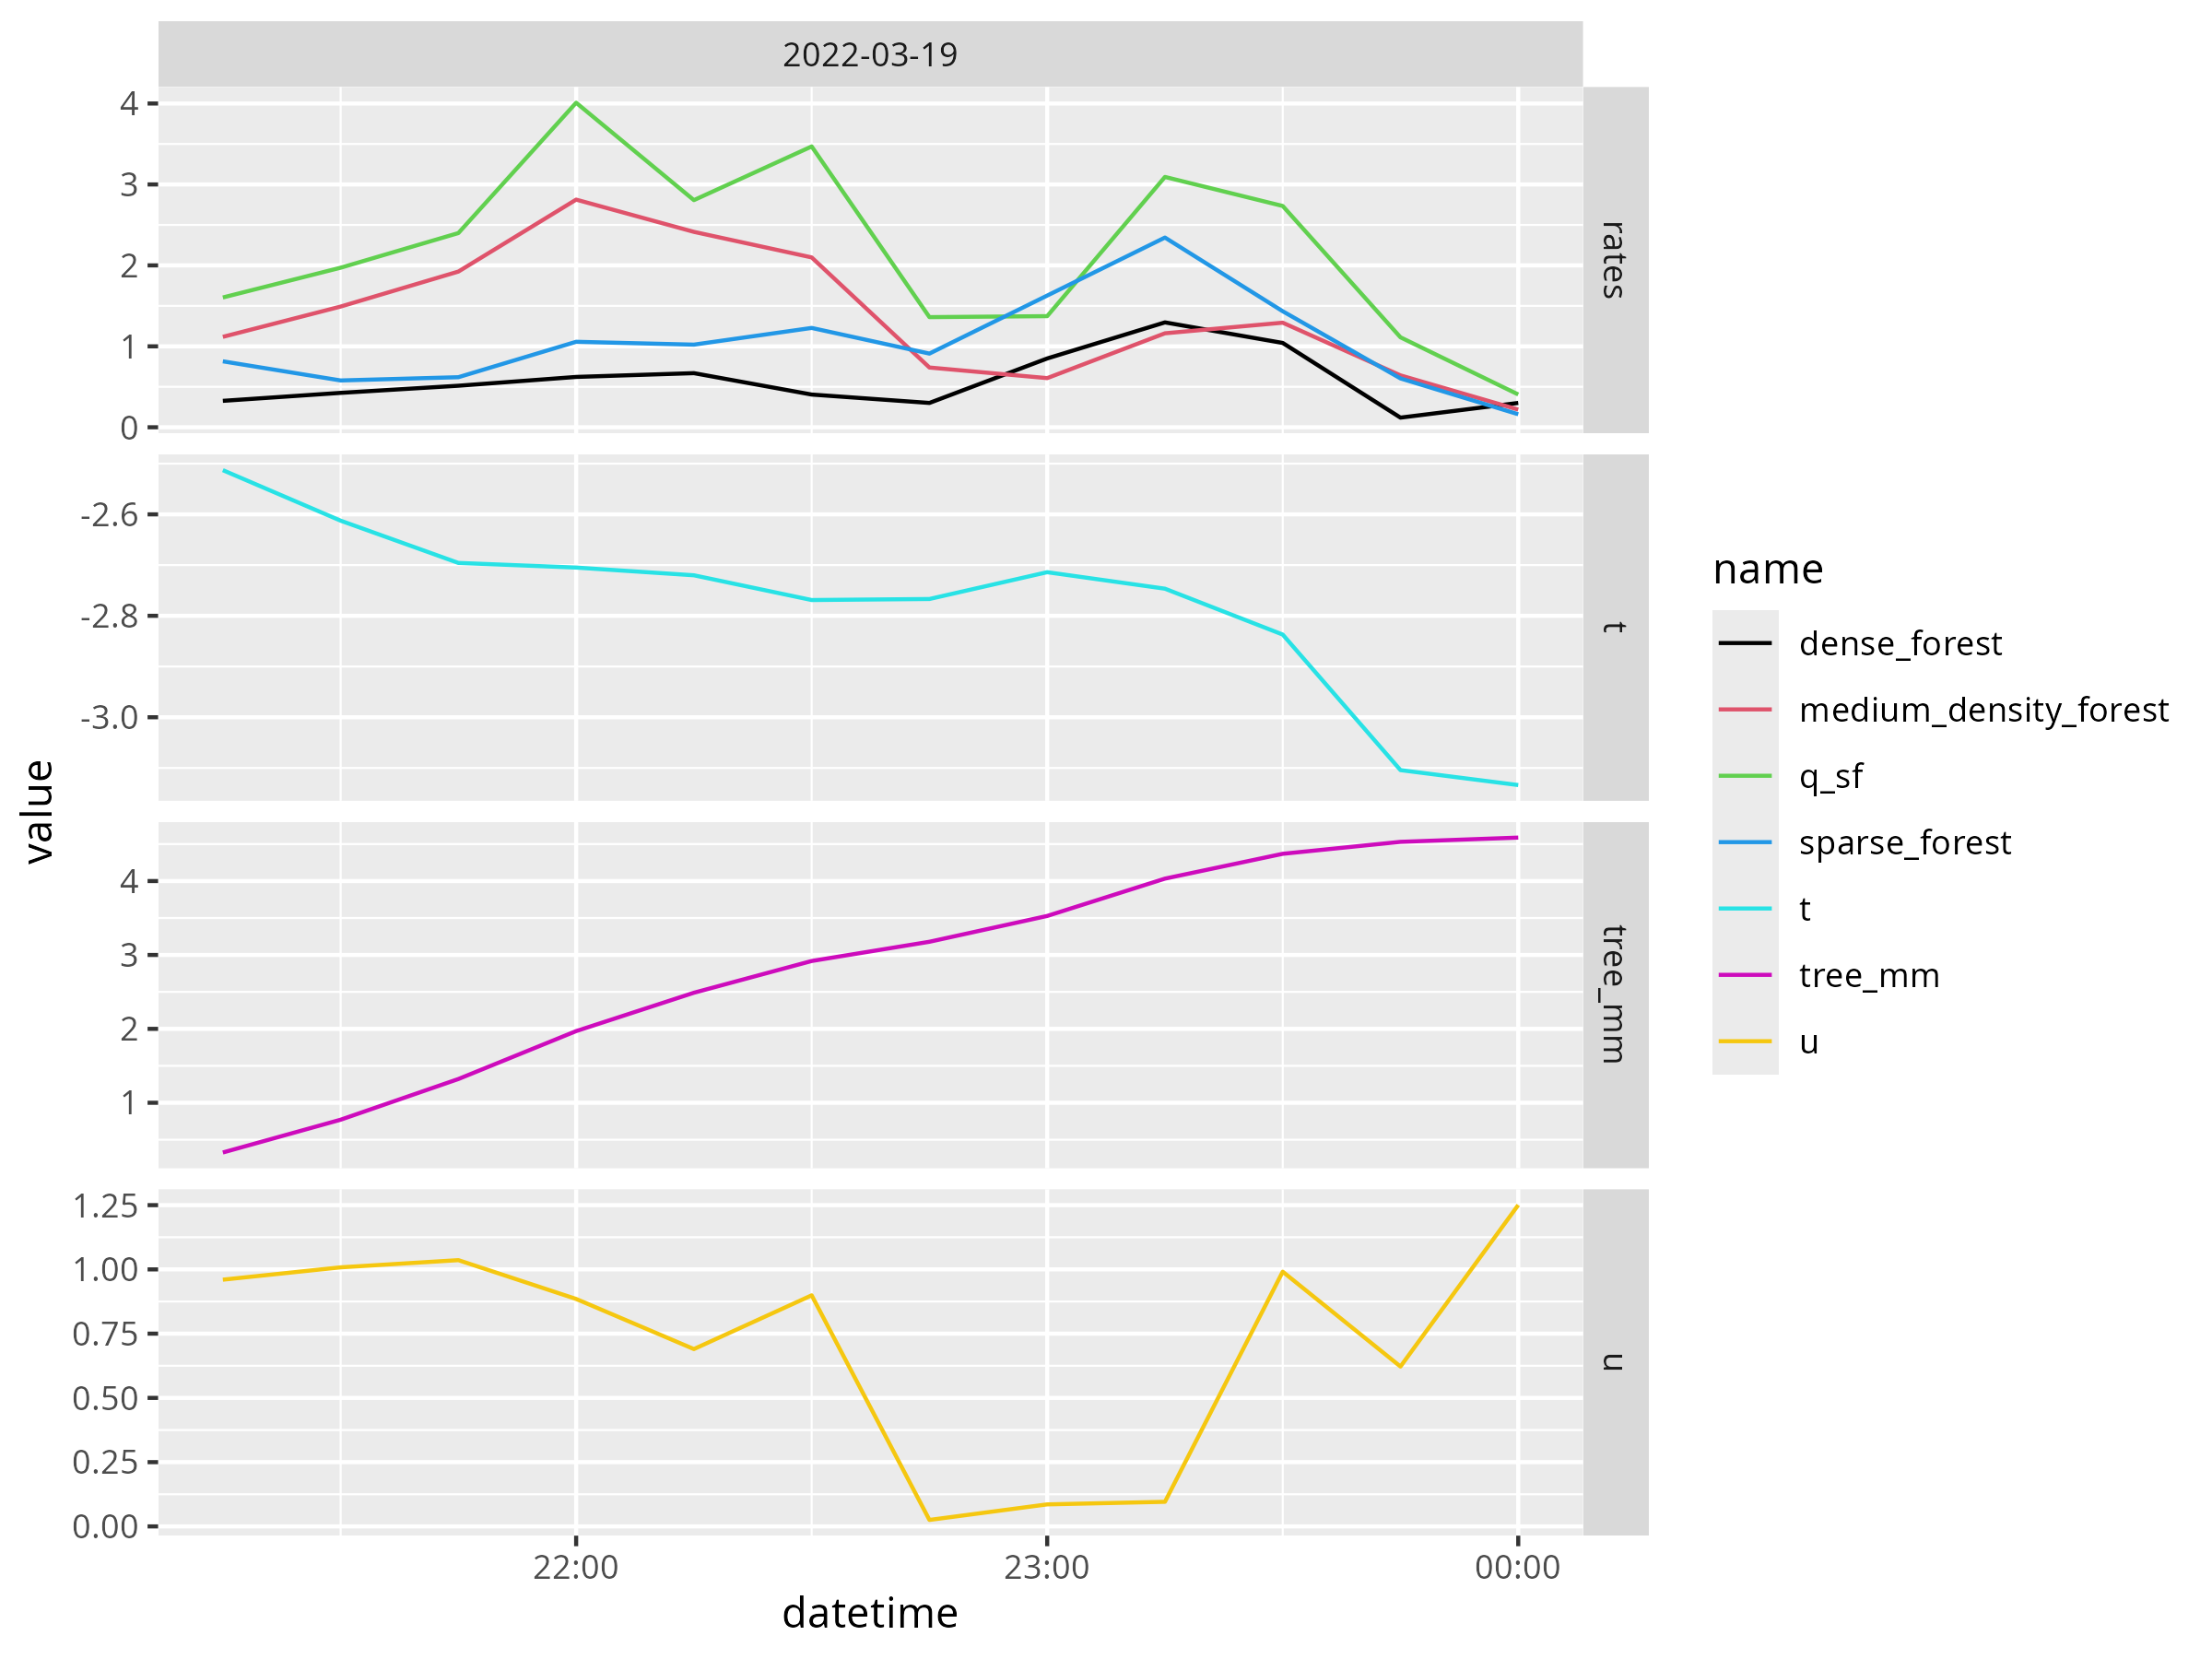 2022-03-19
4
3
2
1
0
rates
-2.6
-2.8
-3.0
t
4
3
2
1
tree_mm
1.25
1.00
0.75
0.50
0.25
0.00
u
22:00 23:00 00:00
datetime
value
name
dense_forest
medium_density_forest
q_sf
sparse_forest
t
tree_mm
u